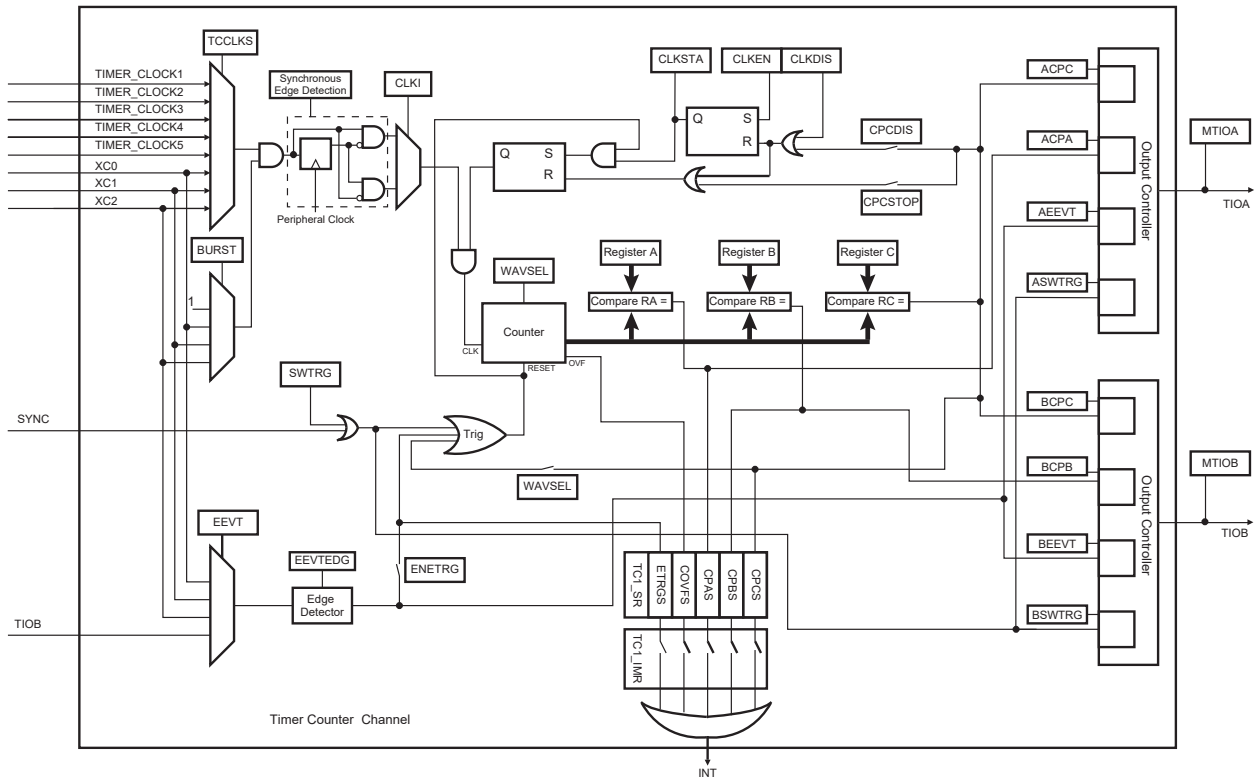 TCCLKS
TIMER_CLOCK1
TIMER_CLOCK2
TIMER_CLOCK3
TIMER_CLOCK4
TIMER_CLOCK5
XC0
XC1
XC2
Synchronous
Edge Detection
CLKI
Peripheral Clock
BURST
1
CLKSTA
CLKEN
CLKDIS
Q
S
R
Q
S
R
CPCDIS
CPCSTOP
ACPC
ACPA
AEEVT
ASWTRG
Output Controller
MTIOA
TIOA
Register A
Register B
Register C
Compare RA =
Compare RB =
Compare RC =
WAVSEL
Counter
CLK
RESET
OVF
SWTRG
SYNC
Trig
WAVSEL
BCPC
BCPB
BEEVT
BSWTRG
Output Controller
MTIOB
TIOB
EEVT
EEVTEDG
Edge
Detector
ENETRG
TIOB
TC1_SR
ETRGS
COVFS
CPAS
CPBS
CPCS
TC1_IMR
Timer Counter Channel
INT